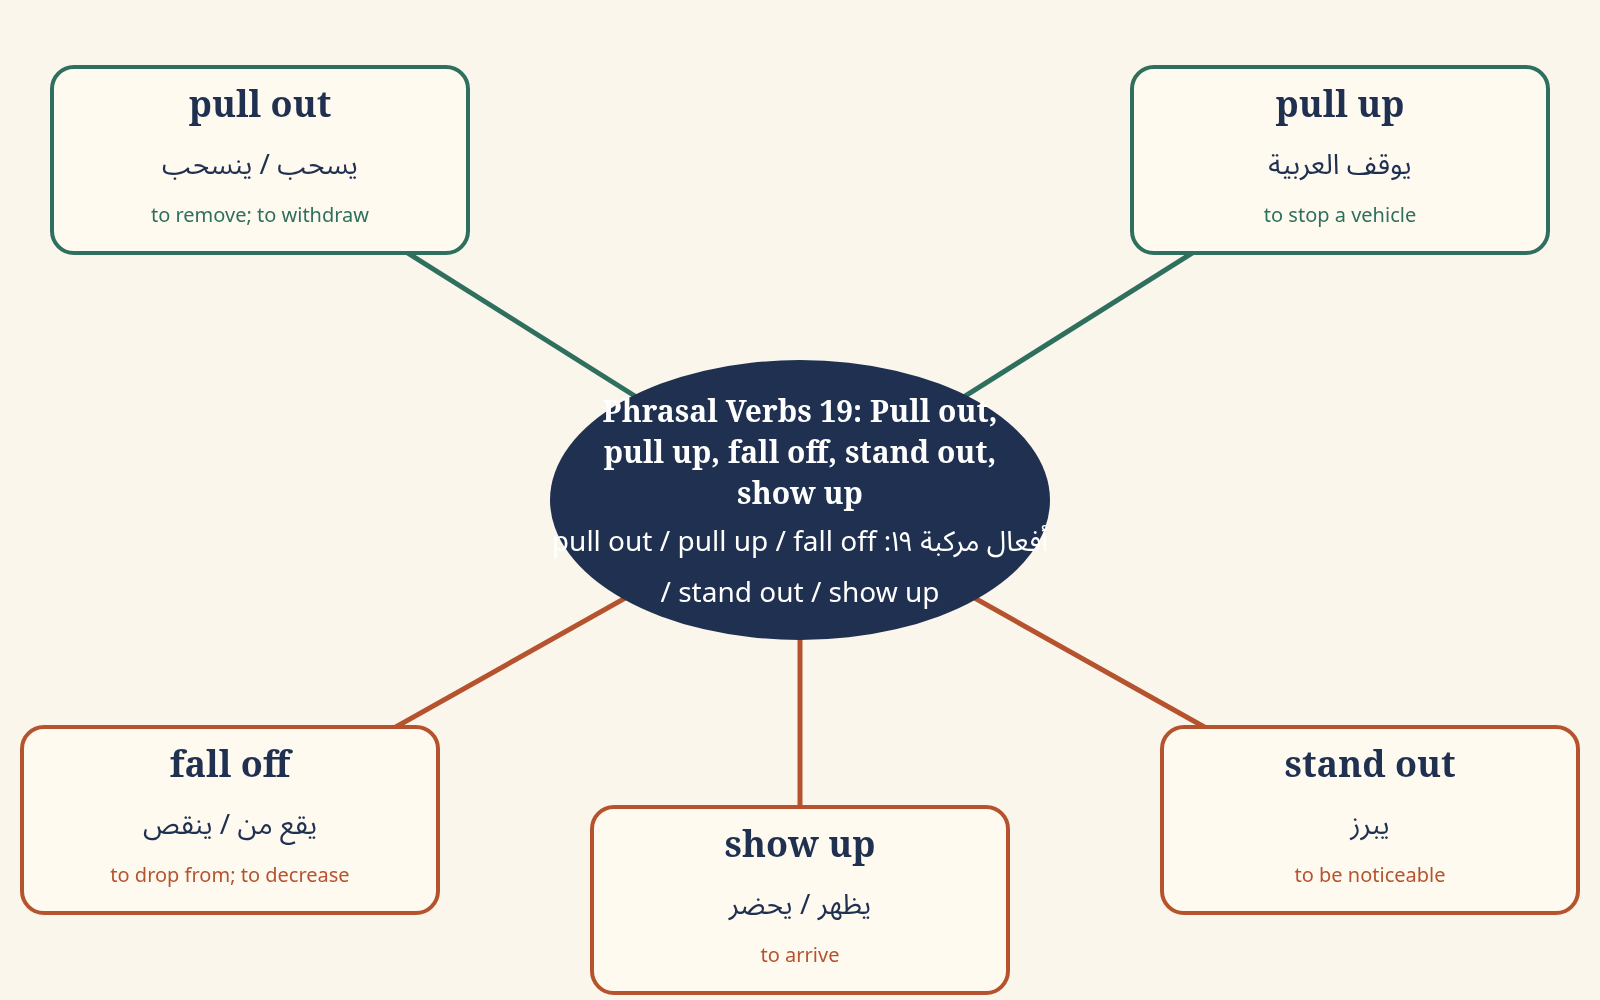 pull out
يسحب / ينسحب
to remove; to withdraw
pull up
يوقف العربية
to stop a vehicle
Phrasal Verbs 19: Pull out,
pull up, fall off, stand out,
show up
أفعال مركبة ١٩: pull out / pull up / fall off
/ stand out / show up
fall off
يقع من / ينقص
to drop from; to decrease
show up
يظهر / يحضر
to arrive
stand out
يبرز
to be noticeable